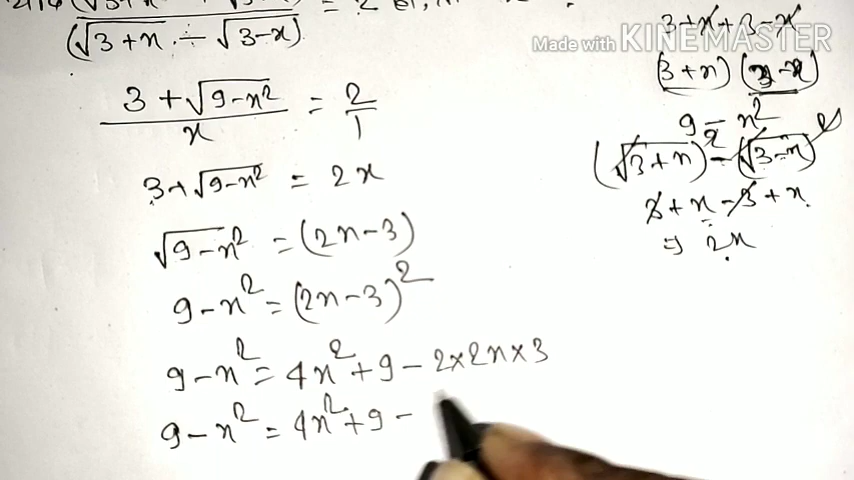 (√3+x − √3−x)
3 + √9−x² / x = 2/1
3+√9−x² = 2x
√9−x² = (2x−3)
9−x² = (2x−3)²
9−x² = 4x²+9−2×2x×3
9−x² = 4x²+9−
3+x+3−x
Made with KINEMASTER
(3+x)
9−x²
(√3+x)² − (√3−x)²
3+x−3+x
⇒ 2x